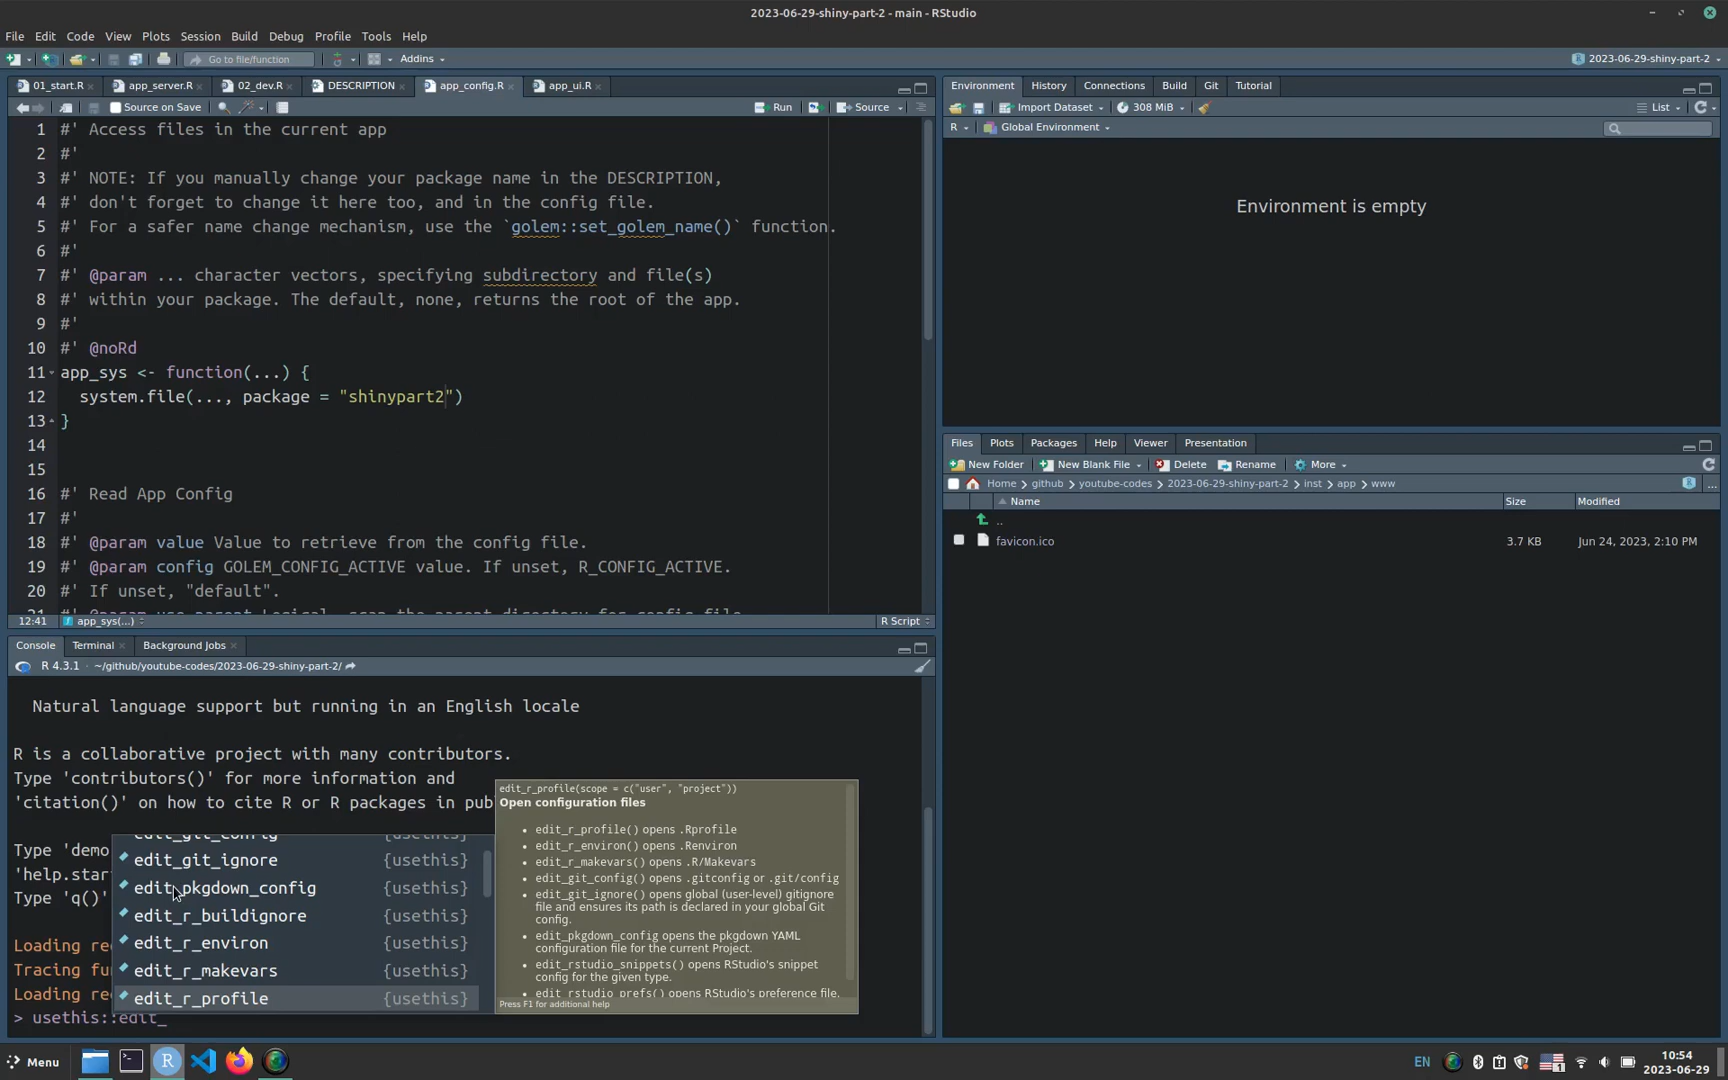 2023-06-29-shiny-part-2 - main - RStudio
File Edit Code View Plots Session Build Debug Profile Tools Help
Go to file/function Addins 2023-06-29-shiny-part-2
01_start.R app_server.R 02_dev.R DESCRIPTION app_config.R app_ui.R
Source on Save Run Source
1 #' Access files in the current app
2 #'
3 #' NOTE: If you manually change your package name in the DESCRIPTION,
4 #' don't forget to change it here too, and in the config file.
5 #' For a safer name change mechanism, use the `golem::set_golem_name()` function.
6 #'
7 #' @param ... character vectors, specifying subdirectory and file(s)
8 #' within your package. The default, none, returns the root of the app.
9 #'
10 #' @noRd
11 app_sys <- function(...) {
12 system.file(..., package = "shinypart2")
13 }
14
15
16 #' Read App Config
17 #'
18 #' @param value Value to retrieve from the config file.
19 #' @param config GOLEM_CONFIG_ACTIVE value. If unset, R_CONFIG_ACTIVE.
20 #' If unset, "default".
21 #' @param use_parent Logical, scan the parent directory for config file.
12:41 app_sys(...) R Script
Console Terminal Background Jobs
R 4.3.1 · ~/github/youtube-codes/2023-06-29-shiny-part-2/
Natural language support but running in an English locale
R is a collaborative project with many contributors.
Type 'contributors()' for more information and
'citation()' on how to cite R or R packages in pub
Type 'demo
'help.star
Type 'q()'
Loading re
Tracing fu
Loading re
> usethis::edit_
edit_git_config {usethis}
edit_git_ignore {usethis}
edit_pkgdown_config {usethis}
edit_r_buildignore {usethis}
edit_r_environ {usethis}
edit_r_makevars {usethis}
edit_r_profile {usethis}
edit_r_profile(scope = c("user", "project"))
Open configuration files
• edit_r_profile() opens .Rprofile
• edit_r_environ() opens .Renviron
• edit_r_makevars() opens .R/Makevars
• edit_git_config() opens .gitconfig or .git/config
• edit_git_ignore() opens global (user-level) gitignore
file and ensures its path is declared in your global Git
config.
• edit_pkgdown_config opens the pkgdown YAML
configuration file for the current Project.
• edit_rstudio_snippets() opens RStudio's snippet
config for the given type.
• edit_rstudio_prefs() opens RStudio's preference file.
Press F1 for additional help
Environment History Connections Build Git Tutorial
Import Dataset 308 MiB List
R Global Environment
Environment is empty
Files Plots Packages Help Viewer Presentation
New Folder New Blank File Delete Rename More
Home github youtube-codes 2023-06-29-shiny-part-2 inst app www ...
Name Size Modified
..
favicon.ico 3.7 KB Jun 24, 2023, 2:10 PM
Menu EN 1 10:54
2023-06-29